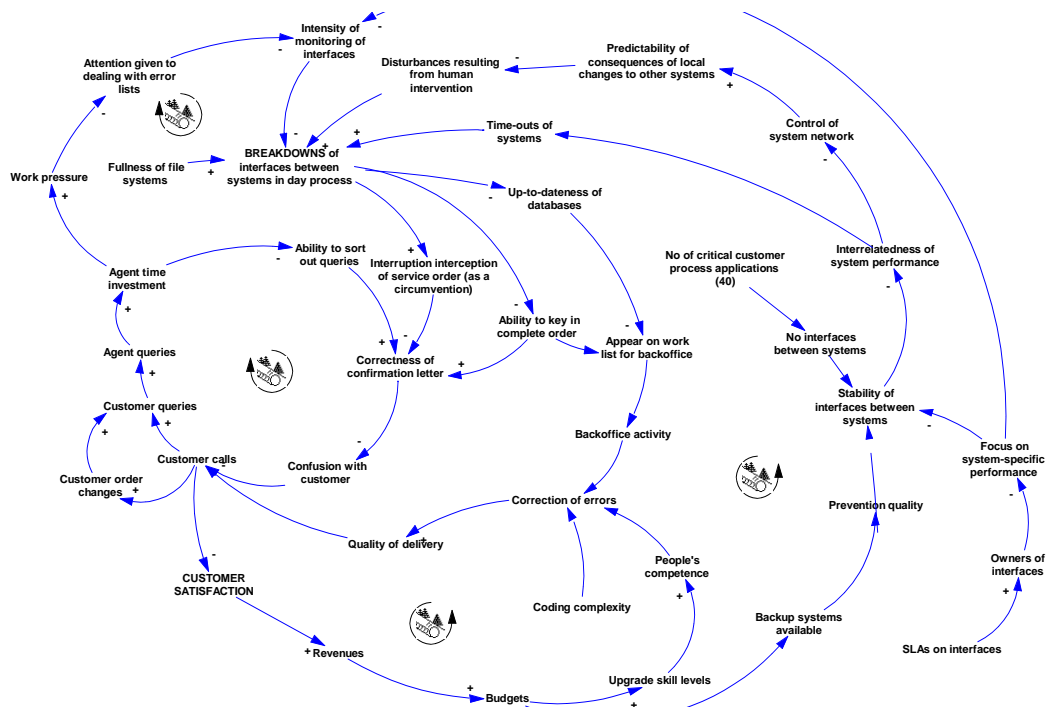 Intensity of
monitoring of
interfaces
Attention given to
dealing with error
lists
Disturbances resulting
from human
intervention
Predictability of
consequences of local
changes to other systems
Time-outs of
systems
Control of
system network
BREAKDOWNS of
interfaces between
systems in day process
Fullness of file
systems
Work pressure
Up-to-dateness of
databases
Ability to sort
out queries
Interruption interception
of service order (as a
circumvention)
No of critical customer
process applications
(40)
Interrelatedness of
system performance
Agent time
investment
Ability to key in
complete order
Appear on work
list for backoffice
No interfaces
between systems
Agent queries
Correctness of
confirmation letter
Stability of
interfaces between
systems
Customer queries
Backoffice activity
Customer calls
Confusion with
customer
Focus on
system-specific
performance
Customer order
changes
Correction of errors
Prevention quality
Quality of delivery
People's
competence
Owners of
interfaces
CUSTOMER
SATISFACTION
Coding complexity
Backup systems
available
SLAs on interfaces
Revenues
Upgrade skill levels
Budgets